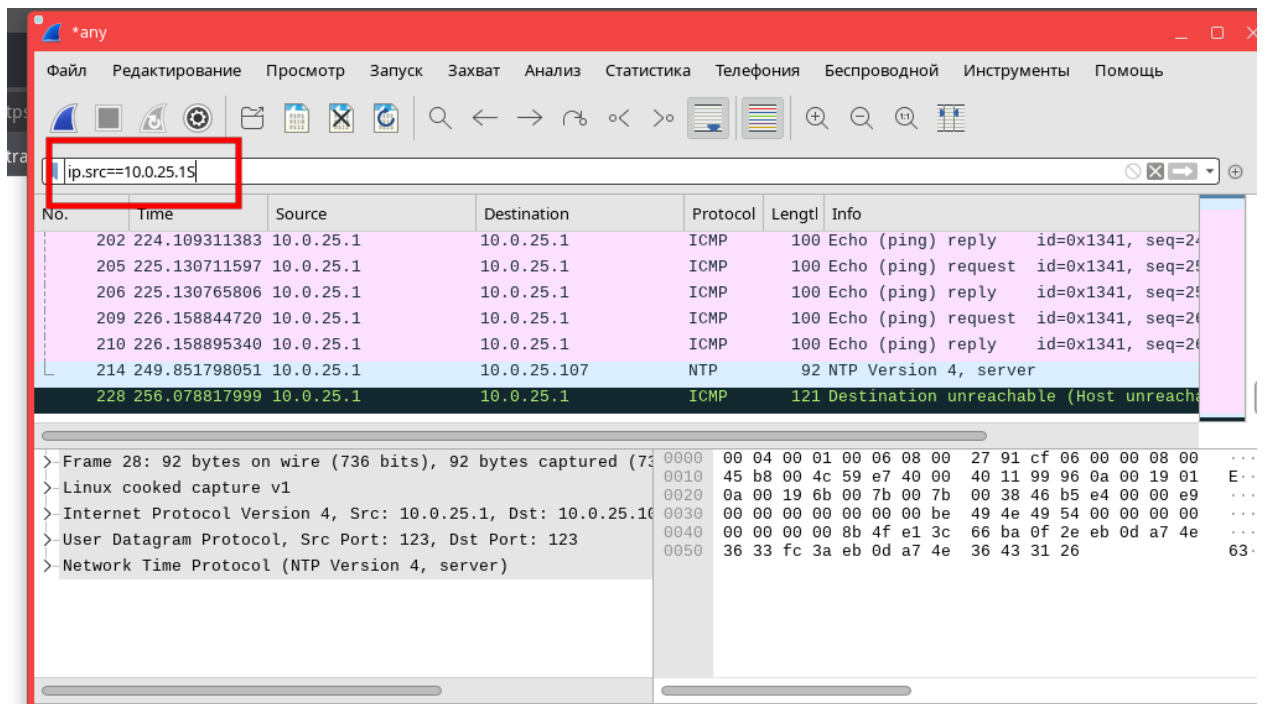 *any
Файл Редактирование Просмотр Запуск Захват Анализ Статистика Телефония Беспроводной Инструменты Помощь
ip.src==10.0.25.1S
No. Time Source Destination Protocol Lengtl Info
202 224.109311383 10.0.25.1 10.0.25.1 ICMP 100 Echo (ping) reply id=0x1341, seq=24
205 225.130711597 10.0.25.1 10.0.25.1 ICMP 100 Echo (ping) request id=0x1341, seq=25
206 225.130765806 10.0.25.1 10.0.25.1 ICMP 100 Echo (ping) reply id=0x1341, seq=25
209 226.158844720 10.0.25.1 10.0.25.1 ICMP 100 Echo (ping) request id=0x1341, seq=26
210 226.158895340 10.0.25.1 10.0.25.1 ICMP 100 Echo (ping) reply id=0x1341, seq=26
214 249.851798051 10.0.25.1 10.0.25.107 NTP 92 NTP Version 4, server
228 256.078817999 10.0.25.1 10.0.25.1 ICMP 121 Destination unreachable (Host unreacha
Frame 28: 92 bytes on wire (736 bits), 92 bytes captured (73
Linux cooked capture v1
Internet Protocol Version 4, Src: 10.0.25.1, Dst: 10.0.25.10
User Datagram Protocol, Src Port: 123, Dst Port: 123
Network Time Protocol (NTP Version 4, server)
0000 00 04 00 01 00 06 08 00 27 91 cf 06 00 00 08 00 ···
0010 45 b8 00 4c 59 e7 40 00 40 11 99 96 0a 00 19 01 E··
0020 0a 00 19 6b 00 7b 00 7b 00 38 46 b5 e4 00 00 e9 ···
0030 00 00 00 00 00 00 00 be 49 4e 49 54 00 00 00 00 ···
0040 00 00 00 00 8b 4f e1 3c 66 ba 0f 2e eb 0d a7 4e ···
0050 36 33 fc 3a eb 0d a7 4e 36 43 31 26 63·